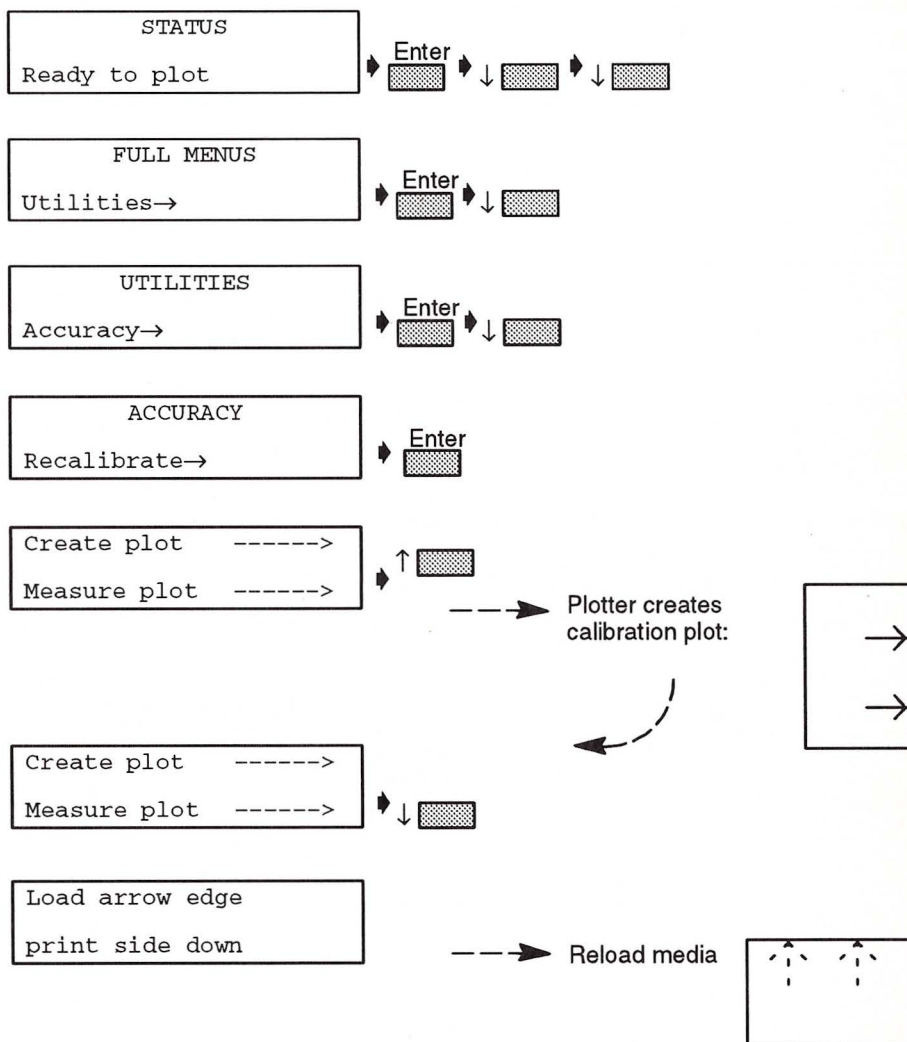 STATUS
Ready to plot
Enter
↓ ↓
FULL MENUS
Utilities→
Enter
↓
UTILITIES
Accuracy→
Enter
↓
ACCURACY
Recalibrate→
Enter
Create plot ------>
Measure plot ------>
↑
Plotter creates
calibration plot:
Create plot ------>
Measure plot ------>
↓
Load arrow edge
print side down
Reload media